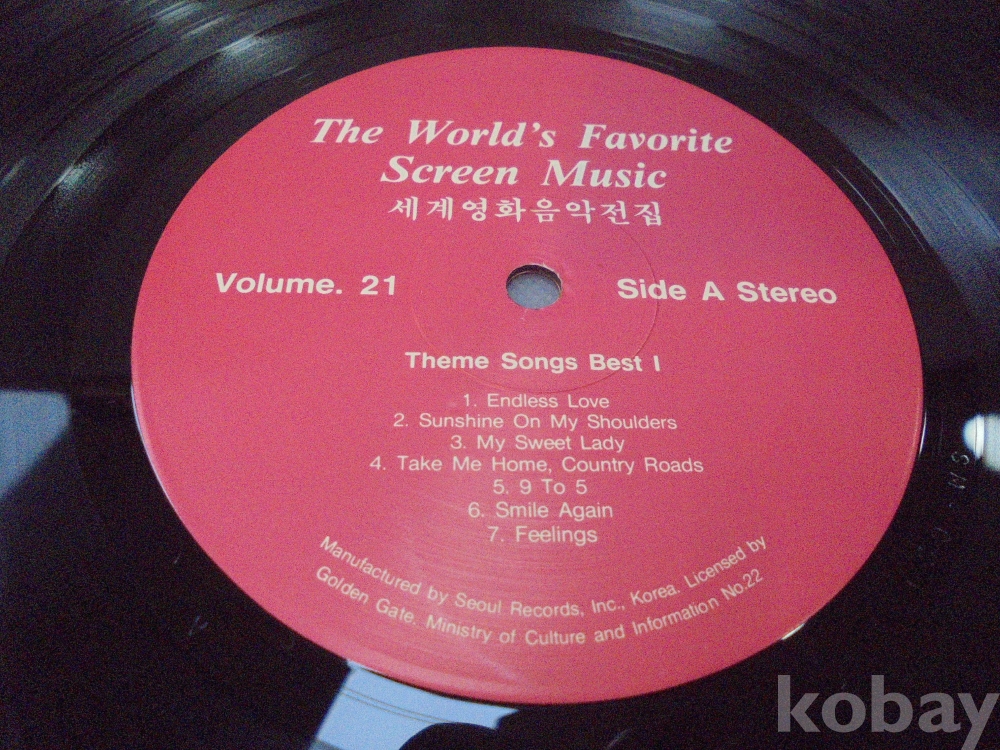 The World's Favorite
Screen Music
세계영화음악전집
Volume. 21
Side A Stereo
Theme Songs Best I
1. Endless Love
2. Sunshine On My Shoulders
3. My Sweet Lady
4. Take Me Home, Country Roads
5. 9 To 5
6. Smile Again
7. Feelings
Manufactured by Seoul Records, Inc., Korea. Licensed by
Golden Gate. Ministry of Culture and Information No.22
kobay